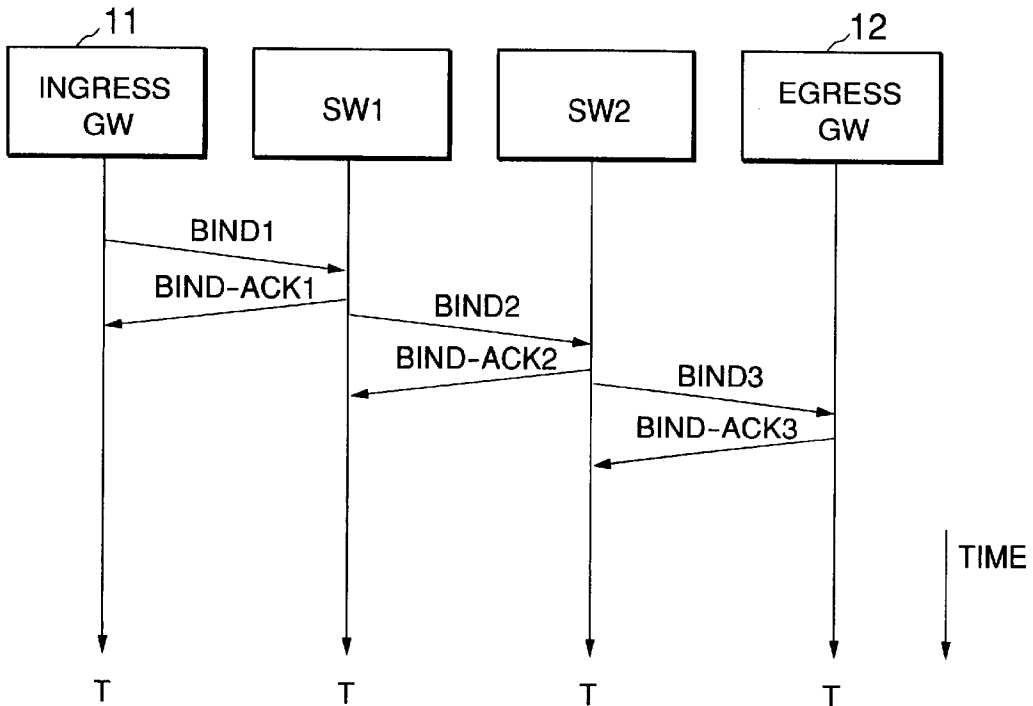 11
12
INGRESS
GW
SW1
SW2
EGRESS
GW
BIND1
BIND-ACK1
BIND2
BIND-ACK2
BIND3
BIND-ACK3
TIME
T
T
T
T